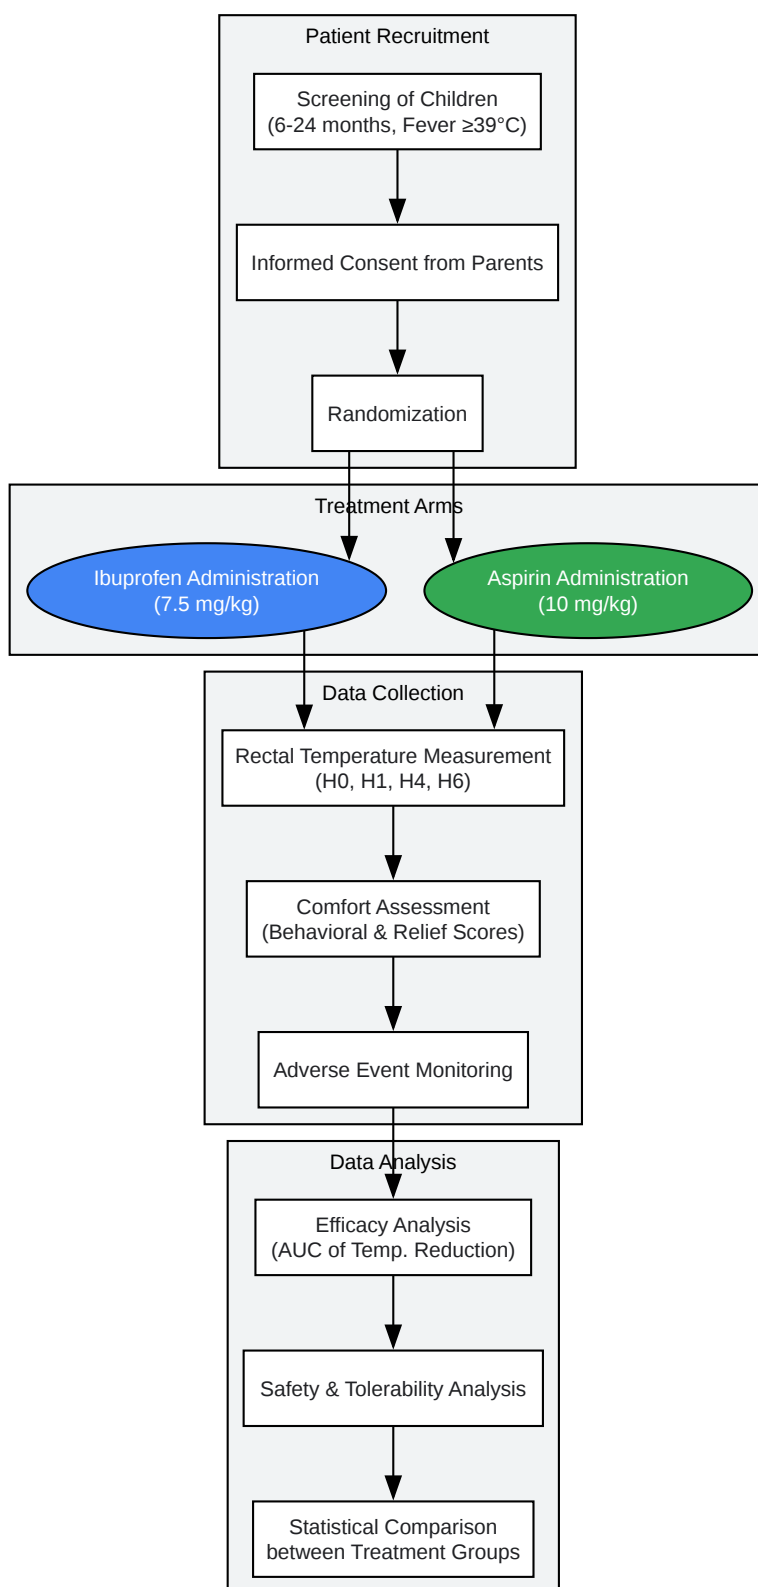 Patient Recruitment
Screening of Children
(6-24 months, Fever ≥39°C)
Informed Consent from Parents
Randomization
Treatment Arms
Ibuprofen Administration
(7.5 mg/kg)
Aspirin Administration
(10 mg/kg)
Data Collection
Rectal Temperature Measurement
(H0, H1, H4, H6)
Comfort Assessment
(Behavioral & Relief Scores)
Adverse Event Monitoring
Data Analysis
Efficacy Analysis
(AUC of Temp. Reduction)
Safety & Tolerability Analysis
Statistical Comparison
between Treatment Groups